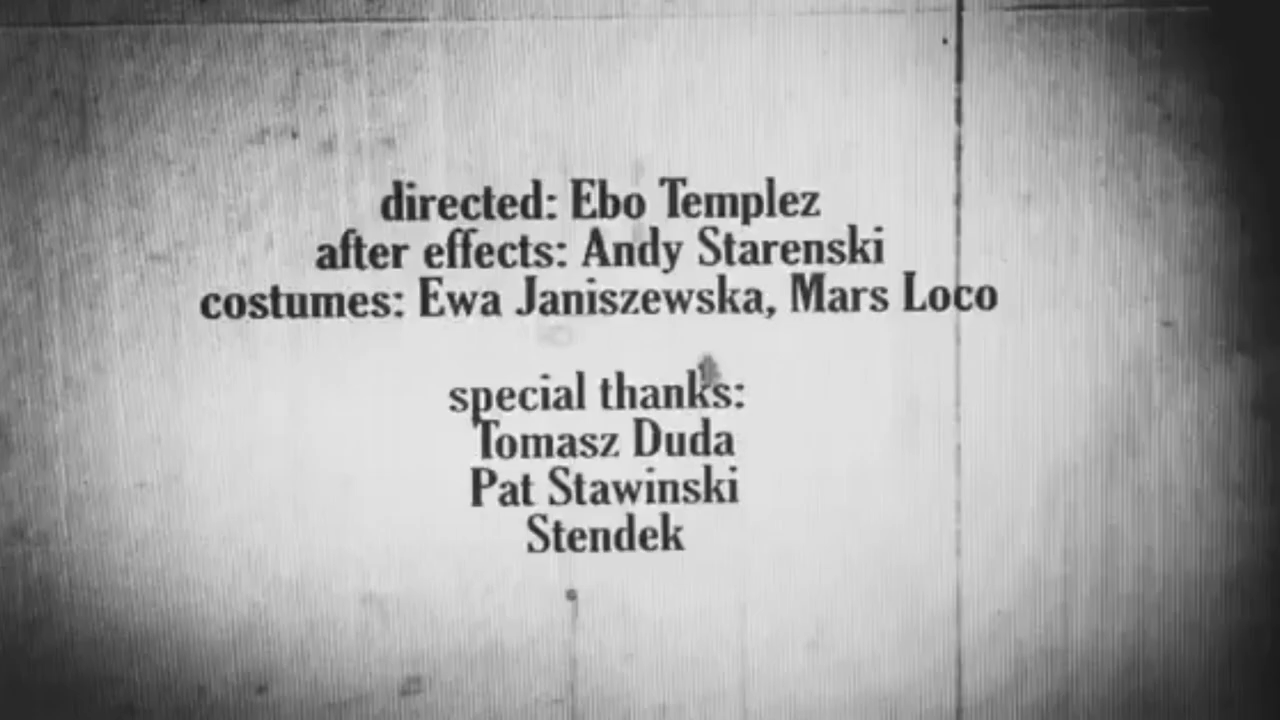 directed: Ebo Templez
after effects: Andy Starenski
costumes: Ewa Janiszewska, Mars Loco
special thanks:
Tomasz Duda
Pat Stawinski
Stendek